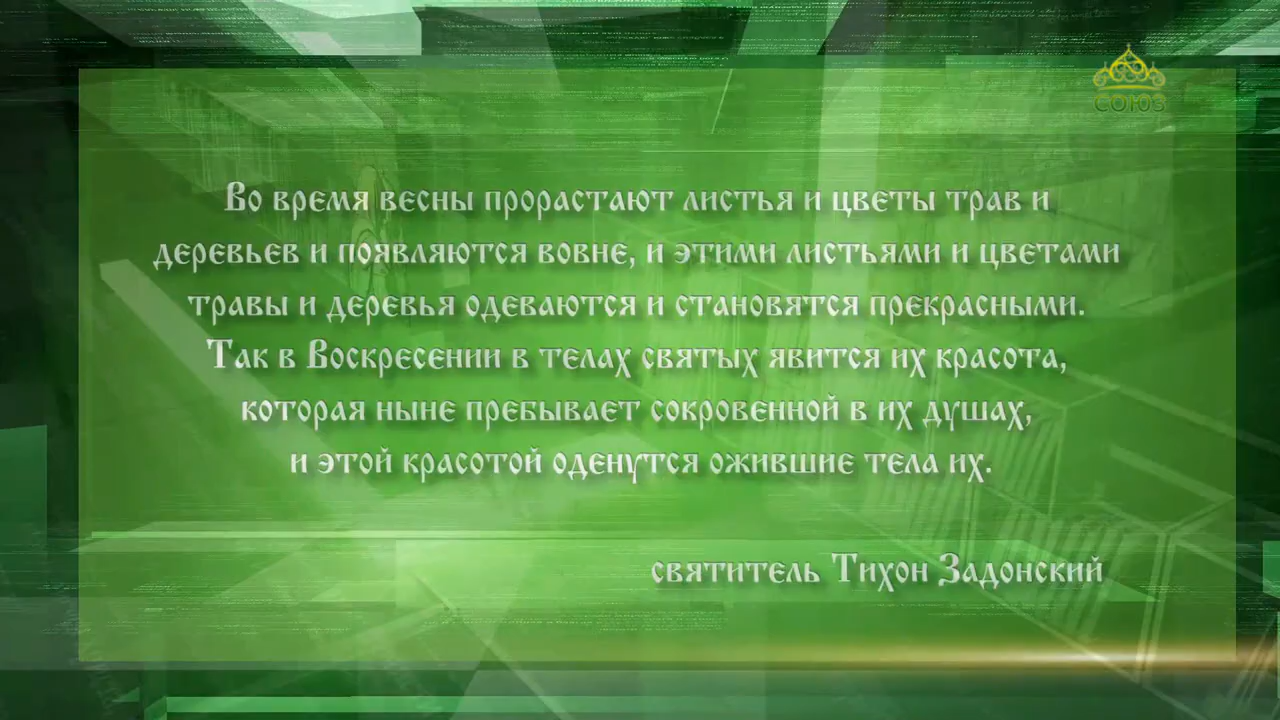 СОЮЗ
Во время весны прорастают листья и цветы трав и
деревьев и появляются вовне, и этими листьями и цветами
травы и деревья одеваются и становятся прекрасными.
Так в Воскресении в телах святых явится их красота,
которая ныне пребывает сокровенной в их душах,
и этой красотой оденутся ожившие тела их.
святитель Тихон Задонский